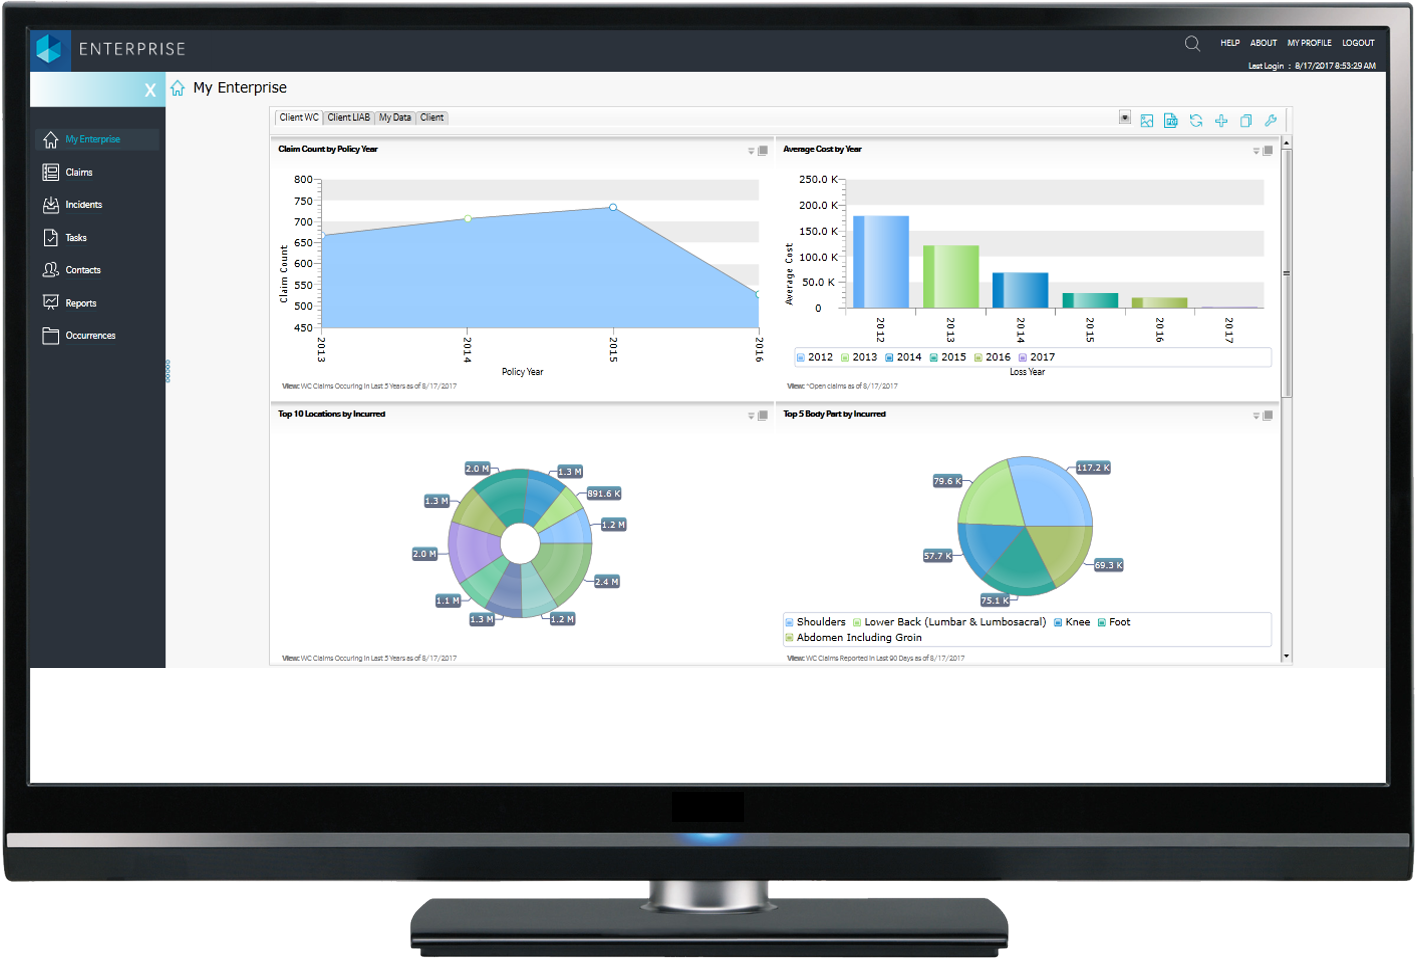 ENTERPRISE
HELP ABOUT MY PROFILE LOGOUT
Last Login : 8/17/2017 8:53:29 AM
X
My Enterprise
My Enterprise
Claims
Incidents
Tasks
Contacts
Reports
Occurrences
Client WC Client LIAB My Data Client
PDF
Claim Count by Policy Year
800
750
700
650
600
550
500
450
Claim Count
2013 2014 2015 2016
Policy Year
View: WC Claims Occuring in Last 5 Years as of 8/17/2017
Average Cost by Year
250.0 K
200.0 K
150.0 K
100.0 K
50.0 K
0
Average Cost
2012 2013 2014 2015 2016 2017
2012 2013 2014 2015 2016 2017
Loss Year
View: *Open claims as of 8/17/2017
Top 10 Locations by Incurred
2.0 M 1.3 M
1.3 M 891.6 K
1.2 M
2.0 M
2.4 M
1.1 M
1.3 M 1.2 M
View: WC Claims Occuring in Last 5 Years as of 8/17/2017
Top 5 Body Part by Incurred
117.2 K
79.6 K
57.7 K
69.3 K
75.1 K
Shoulders Lower Back (Lumbar & Lumbosacral) Knee Foot
Abdomen Including Groin
View: WC Claims Reported in Last 90 Days as of 8/17/2017